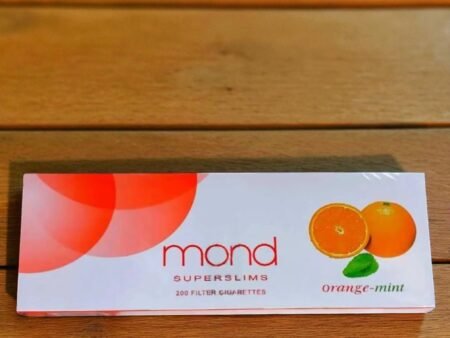 mond
SUPERSLIMS
200 FILTER CIGARETTES
orange-mint